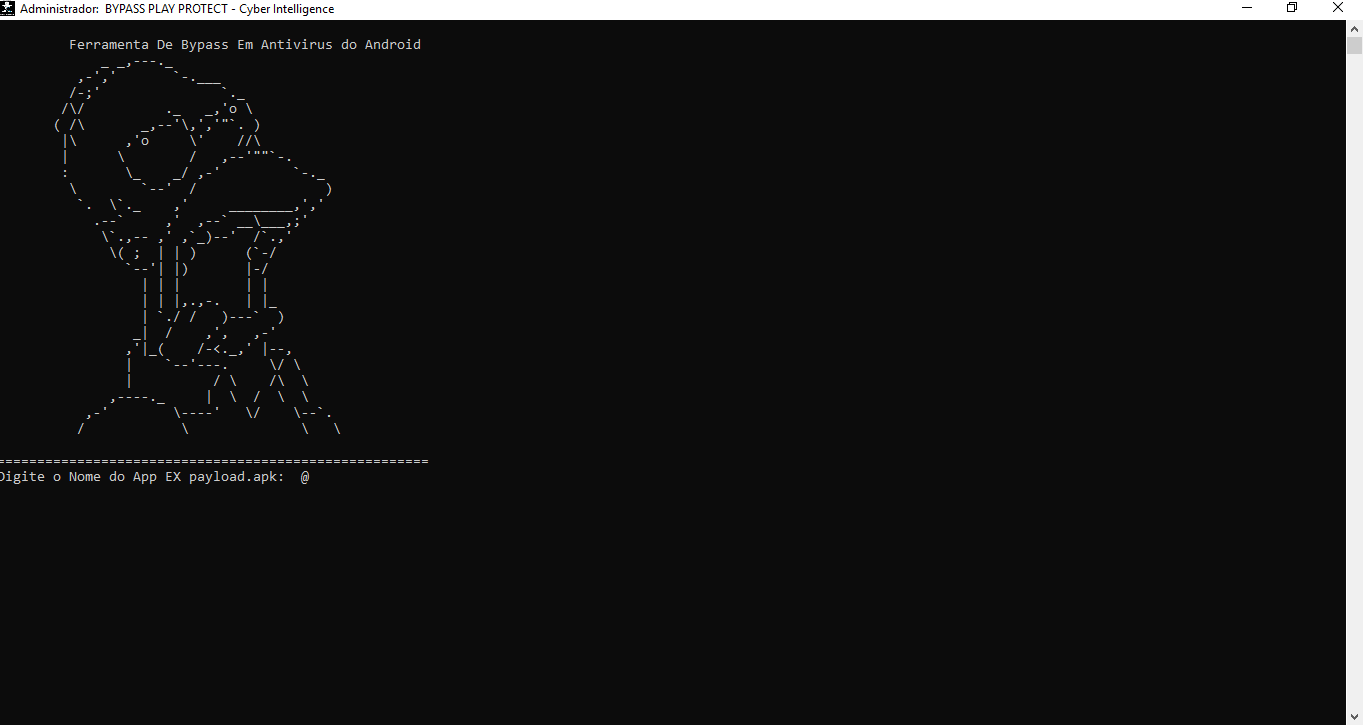 Administrador: BYPASS PLAY PROTECT - Cyber Intelligence
Ferramenta De Bypass Em Antivirus do Android
Digite o Nome do App EX payload.apk: @